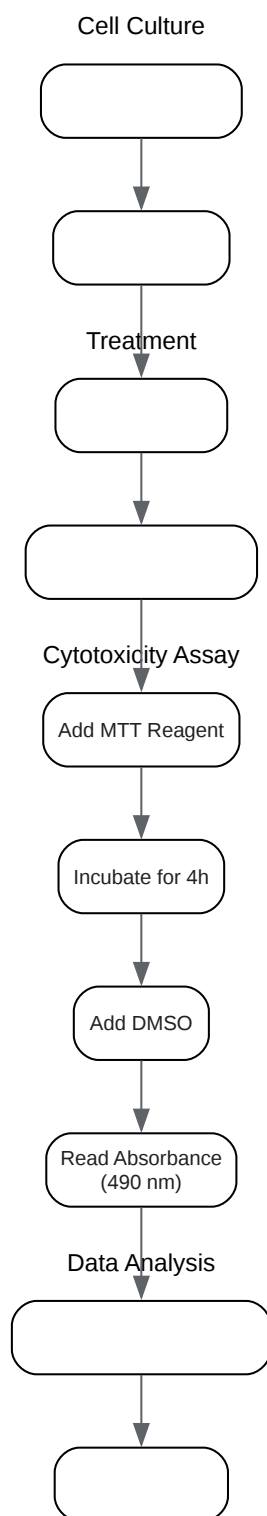 Cell Culture
Treatment
Cytotoxicity Assay
Add MTT Reagent
Incubate for 4h
Add DMSO
Read Absorbance
(490 nm)
Data Analysis